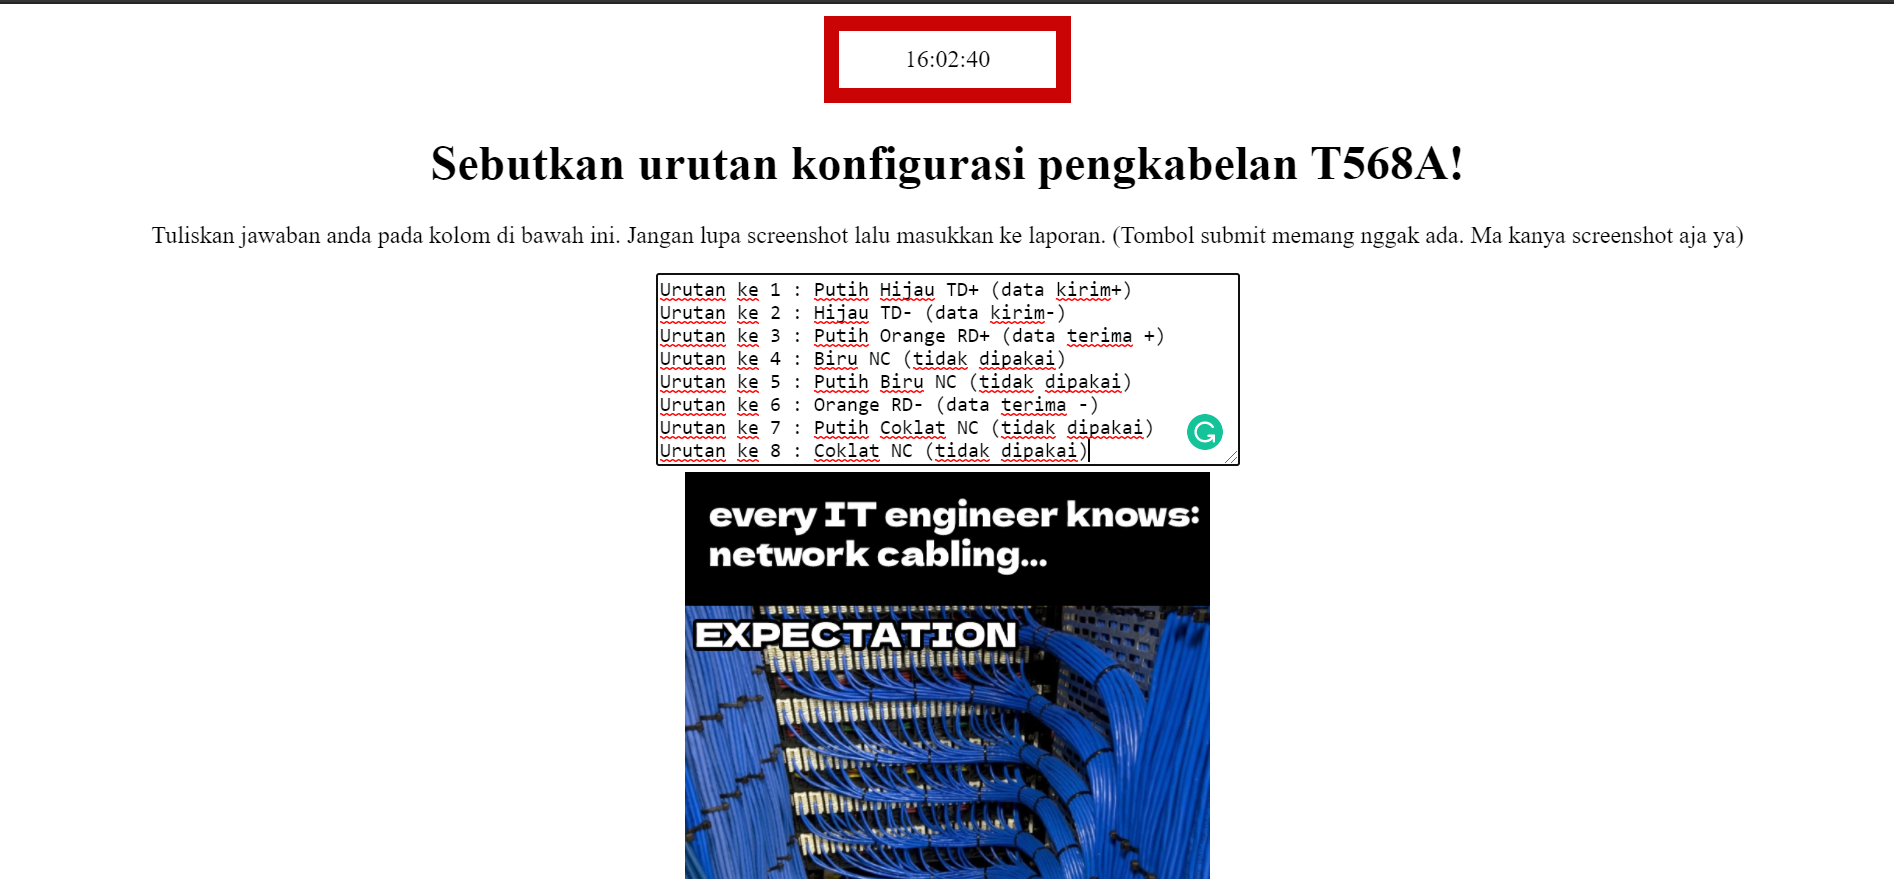 16:02:40
Sebutkan urutan konfigurasi pengkabelan T568A!
Tuliskan jawaban anda pada kolom di bawah ini. Jangan lupa screenshot lalu masukkan ke laporan. (Tombol submit memang nggak ada. Ma kanya screenshot aja ya)
Urutan ke 1 : Putih Hijau TD+ (data kirim+)
Urutan ke 2 : Hijau TD- (data kirim-)
Urutan ke 3 : Putih Orange RD+ (data terima +)
Urutan ke 4 : Biru NC (tidak dipakai)
Urutan ke 5 : Putih Biru NC (tidak dipakai)
Urutan ke 6 : Orange RD- (data terima -)
Urutan ke 7 : Putih Coklat NC (tidak dipakai)
Urutan ke 8 : Coklat NC (tidak dipakai)
every IT engineer knows:
network cabling...
EXPECTATION